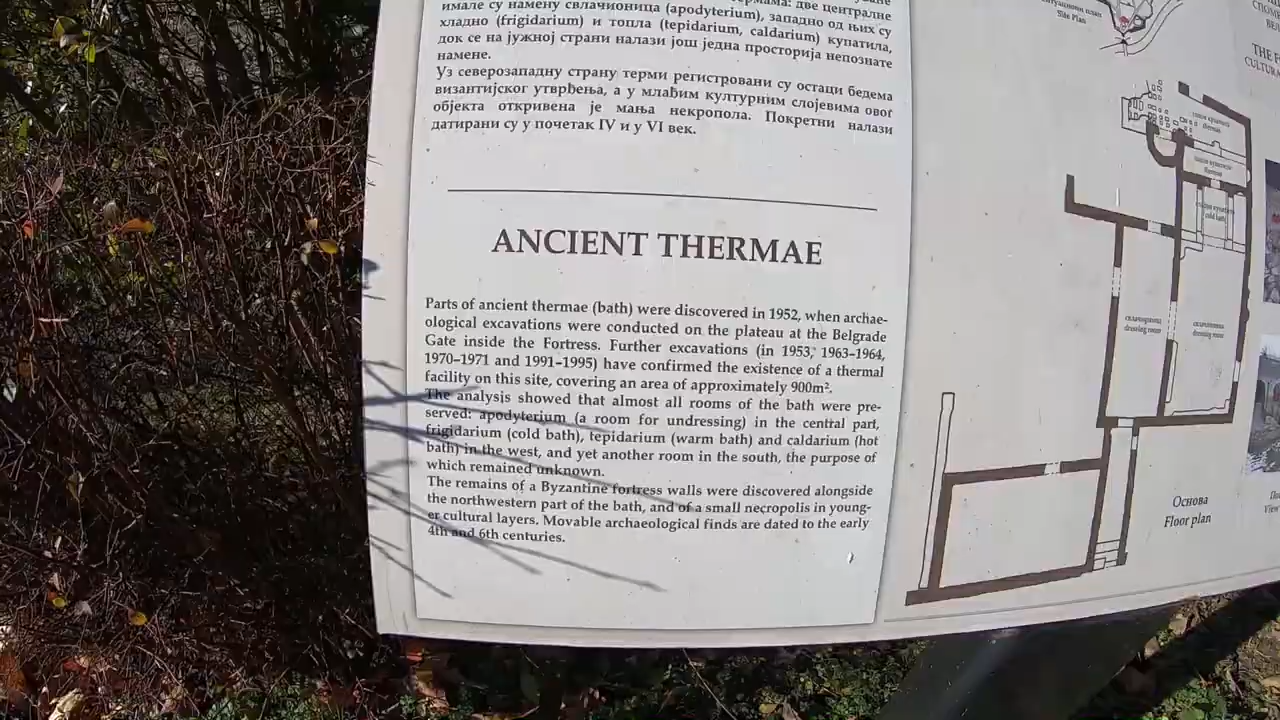 имале су намену свлачионица (apodyterium), западно од њих су
хладно (frigidarium) и топла (tepidarium, caldarium) купатила,
док се на јужној страни налази још једна просторија непознате
намене.
Уз северозападну страну терми регистровани су остаци бедема
византијског утврђења, а у млађим културним слојевима овог
објекта откривена је мања некропола. Покретни налази
датирани су у почетак IV и у VI век.
ANCIENT THERMAE
Parts of ancient thermae (bath) were discovered in 1952, when archae-
ological excavations were conducted on the plateau at the Belgrade
Gate inside the Fortress. Further excavations (in 1953, 1963–1964,
1970–1971 and 1991–1995) have confirmed the existence of a thermal
facility on this site, covering an area of approximately 900m².
The analysis showed that almost all rooms of the bath were pre-
served: apodyterium (a room for undressing) in the central part,
frigidarium (cold bath), tepidarium (warm bath) and caldarium (hot
bath) in the west, and yet another room in the south, the purpose of
which remained unknown.
The remains of a Byzantine fortress walls were discovered alongside
the northwestern part of the bath, and of a small necropolis in young-
er cultural layers. Movable archaeological finds are dated to the early
4th and 6th centuries.
Site Plan
cold bath
свлачионица
dressing room
свлачионица
dressing room
Основа
Floor plan
THE
View